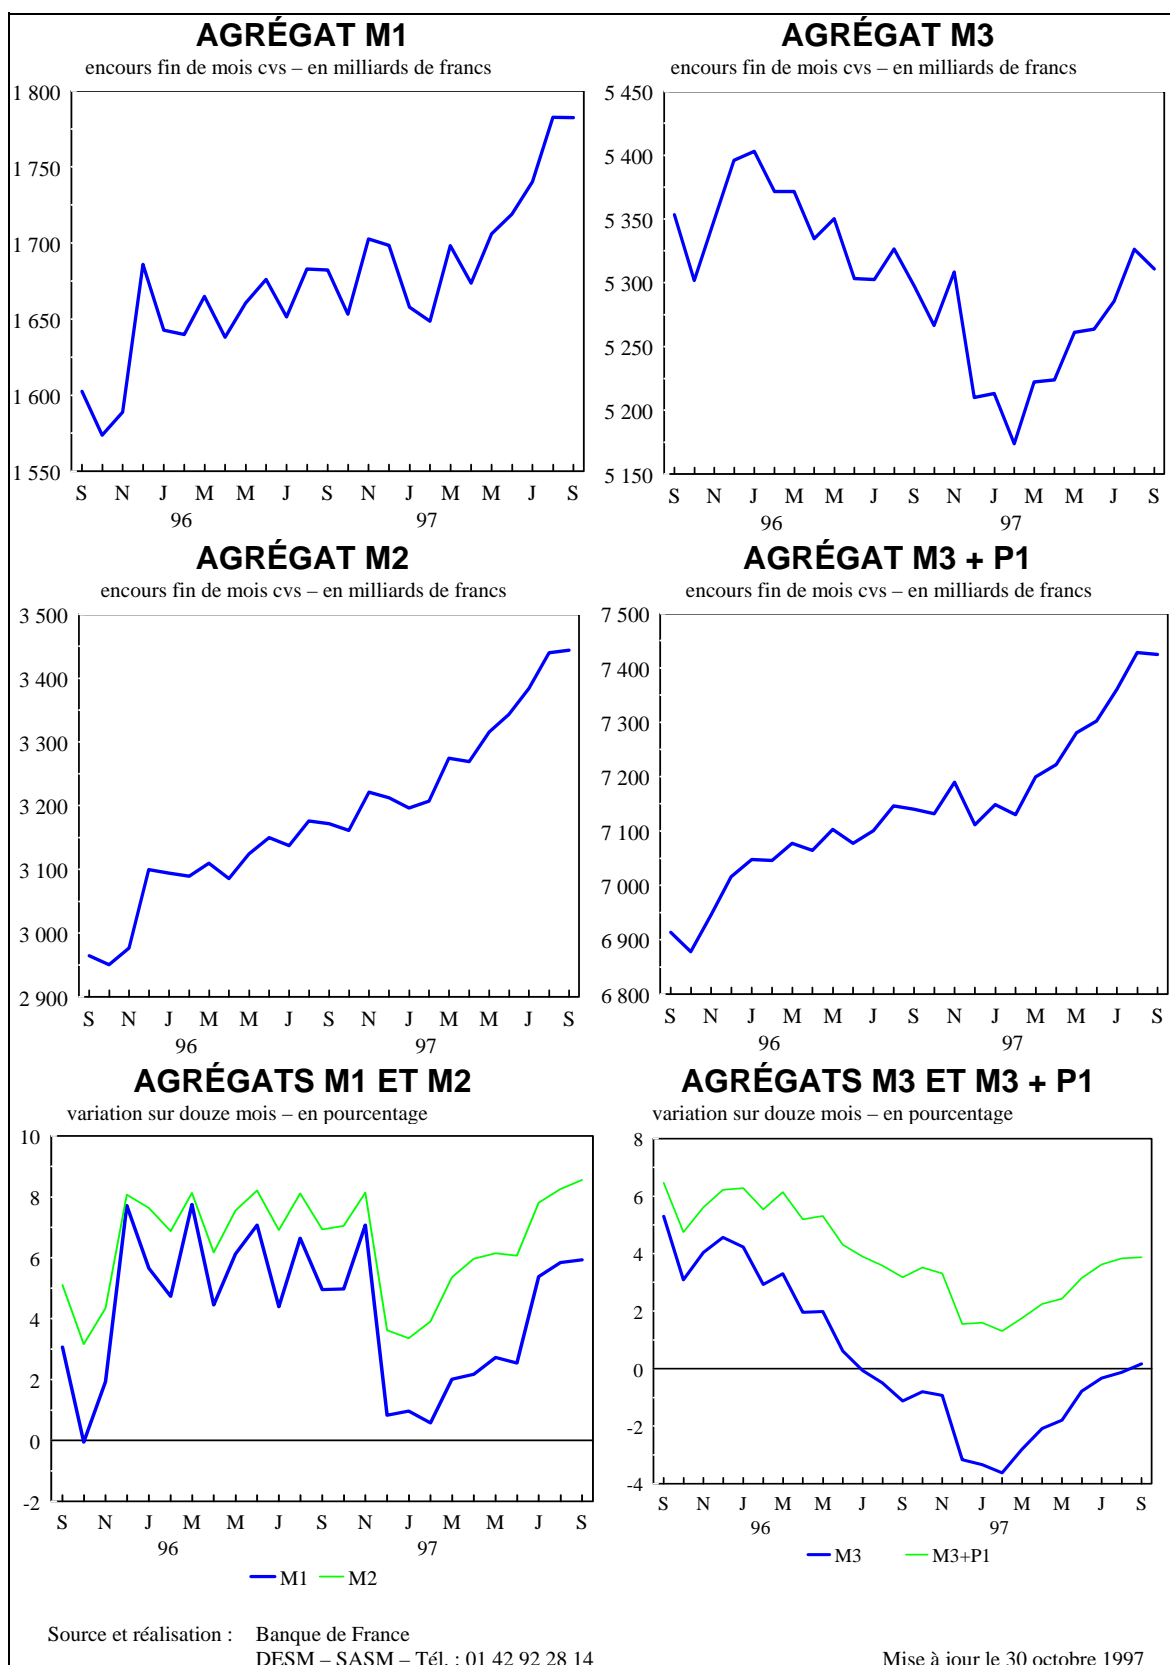 AGRÉGAT M1
encours fin de mois cvs – en milliards de francs
1 800
1 750
1 700
1 650
1 600
1 550
S N J M M J S N J M M J S
96 97
AGRÉGAT M3
encours fin de mois cvs – en milliards de francs
5 450
5 400
5 350
5 300
5 250
5 200
5 150
S N J M M J S N J M M J S
96 97
AGRÉGAT M2
encours fin de mois cvs – en milliards de francs
3 500
3 400
3 300
3 200
3 100
3 000
2 900
S N J M M J S N J M M J S
96 97
AGRÉGAT M3 + P1
encours fin de mois cvs – en milliards de francs
7 500
7 400
7 300
7 200
7 100
7 000
6 900
6 800
S N J M M J S N J M M J S
96 97
AGRÉGATS M1 ET M2
variation sur douze mois – en pourcentage
10
8
6
4
2
0
-2
S N J M M J S N J M M J S
96 97
M1 M2
AGRÉGATS M3 ET M3 + P1
variation sur douze mois – en pourcentage
8
6
4
2
0
-2
-4
S N J M M J S N J M M J S
96 97
M3 M3+P1
Source et réalisation : Banque de France
DESM – SASM – Tél. : 01 42 92 28 14 Mise à jour le 30 octobre 1997